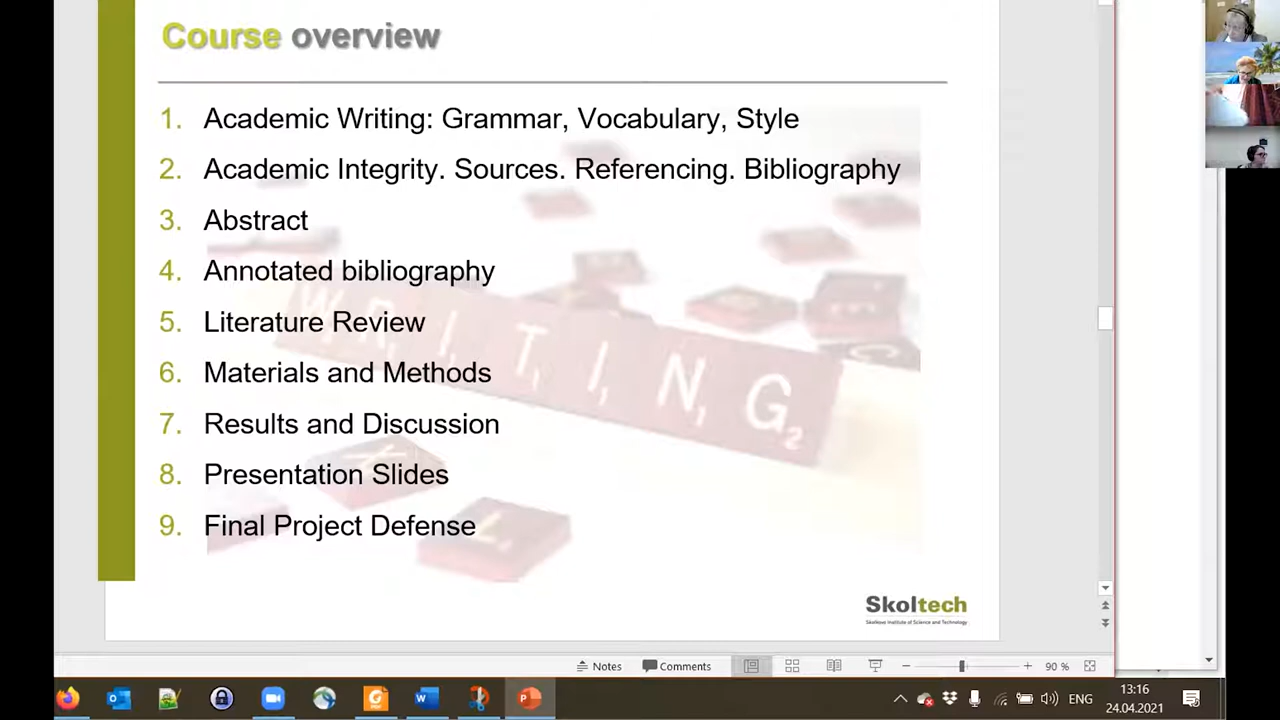 Course overview
1. Academic Writing: Grammar, Vocabulary, Style
2. Academic Integrity. Sources. Referencing. Bibliography
3. Abstract
4. Annotated bibliography
5. Literature Review
6. Materials and Methods
7. Results and Discussion
8. Presentation Slides
9. Final Project Defense
WRITING
Skoltech
Skolkovo Institute of Science and Technology
Notes
Comments
90 %
ENG
13:16
24.04.2021